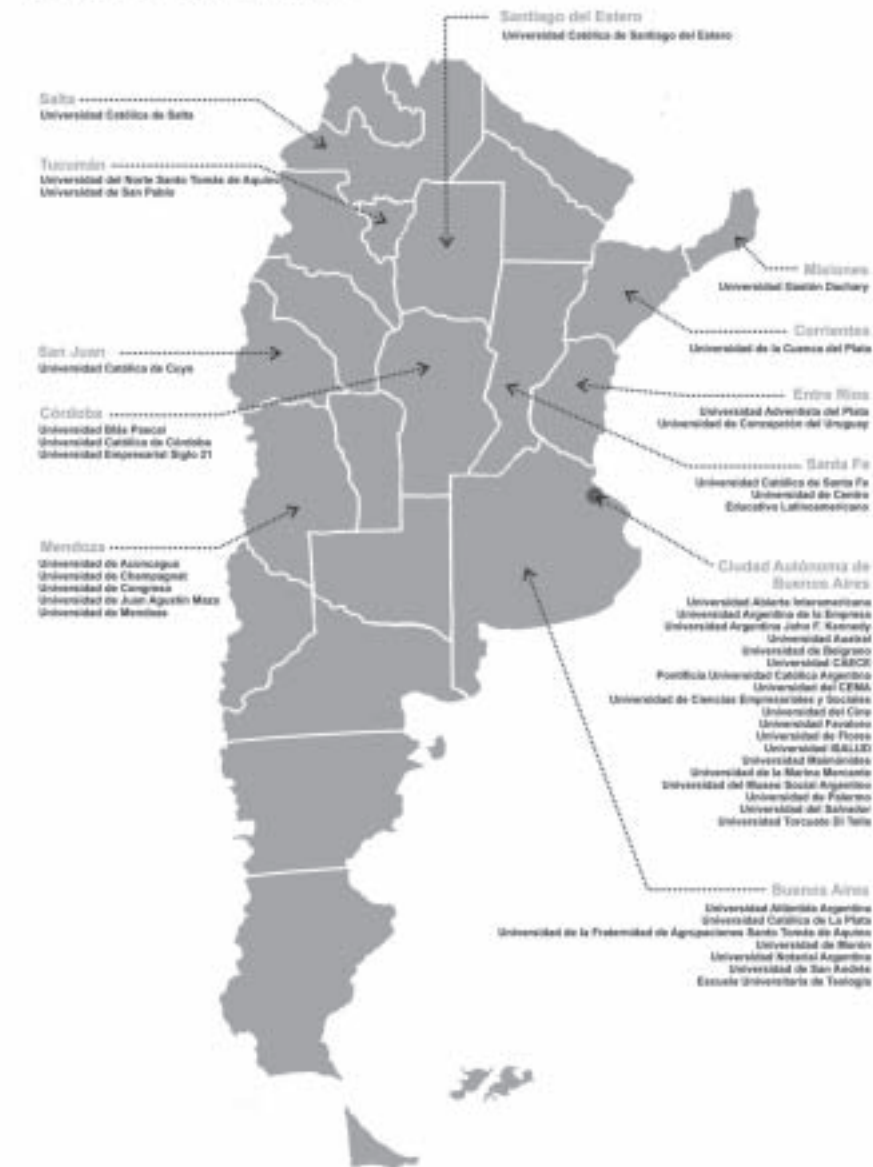 Santiago del Estero
Universidad Católica de Santiago del Estero
Salta
Universidad Católica de Salta
Tucumán
Universidad del Norte Santo Tomás de Aquino
Universidad de San Pablo
Misiones
Universidad Gastón Dachary
Corrientes
Universidad de la Cuenca del Plata
San Juan
Universidad Católica de Cuyo
Entre Ríos
Universidad Adventista del Plata
Universidad de Concepción del Uruguay
Córdoba
Universidad Blás Pascal
Universidad Católica de Córdoba
Universidad Empresarial Siglo 21
Santa Fe
Universidad Católica de Santa Fe
Universidad de Centro
Educativo Latinoamericano
Mendoza
Universidad de Aconcagua
Universidad de Champagnat
Universidad de Congreso
Universidad de Juan Agustín Maza
Universidad de Mendoza
Ciudad Autónoma de
Buenos Aires
Universidad Abierta Interamericana
Universidad Argentina de la Empresa
Universidad Argentina John F. Kennedy
Universidad Austral
Universidad de Belgrano
Universidad CAECE
Pontificia Universidad Católica Argentina
Universidad del CEMA
Universidad de Ciencias Empresariales y Sociales
Universidad del Cine
Universidad Favaloro
Universidad de Flores
Universidad ISALUD
Universidad Maimónides
Universidad de la Marina Mercante
Universidad del Museo Social Argentino
Universidad de Palermo
Universidad del Salvador
Universidad Torcuato Di Tella
Buenos Aires
Universidad Atlántida Argentina
Universidad Católica de La Plata
Universidad de la Fraternidad de Agrupaciones Santo Tomás de Aquino
Universidad de Morón
Universidad Notarial Argentina
Universidad de San Andrés
Escuela Universitaria de Teología